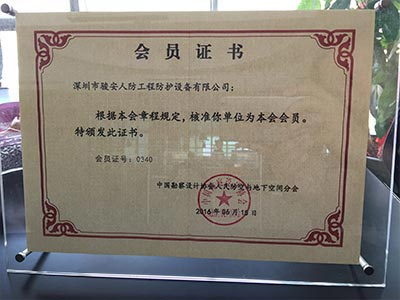 会员证书
深圳市骏安人防工程防护设备有限公司：
根据本会章程规定，核准你单位为本会会员。
特颁发此证书。
会员证号：0340
中国勘察设计协会人民防空与地下空间分会
2016年06月15日